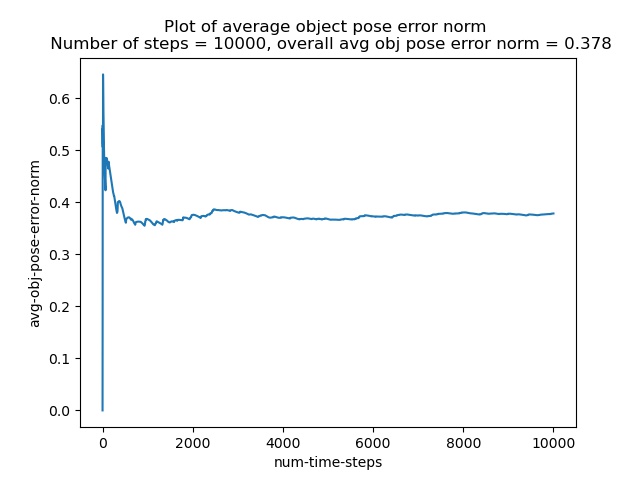 Plot of average object pose error norm
Number of steps = 10000, overall avg obj pose error norm = 0.378
0.6
0.5
0.4
0.3
0.2
0.1
0.0
avg-obj-pose-error-norm
0 2000 4000 6000 8000 10000
num-time-steps